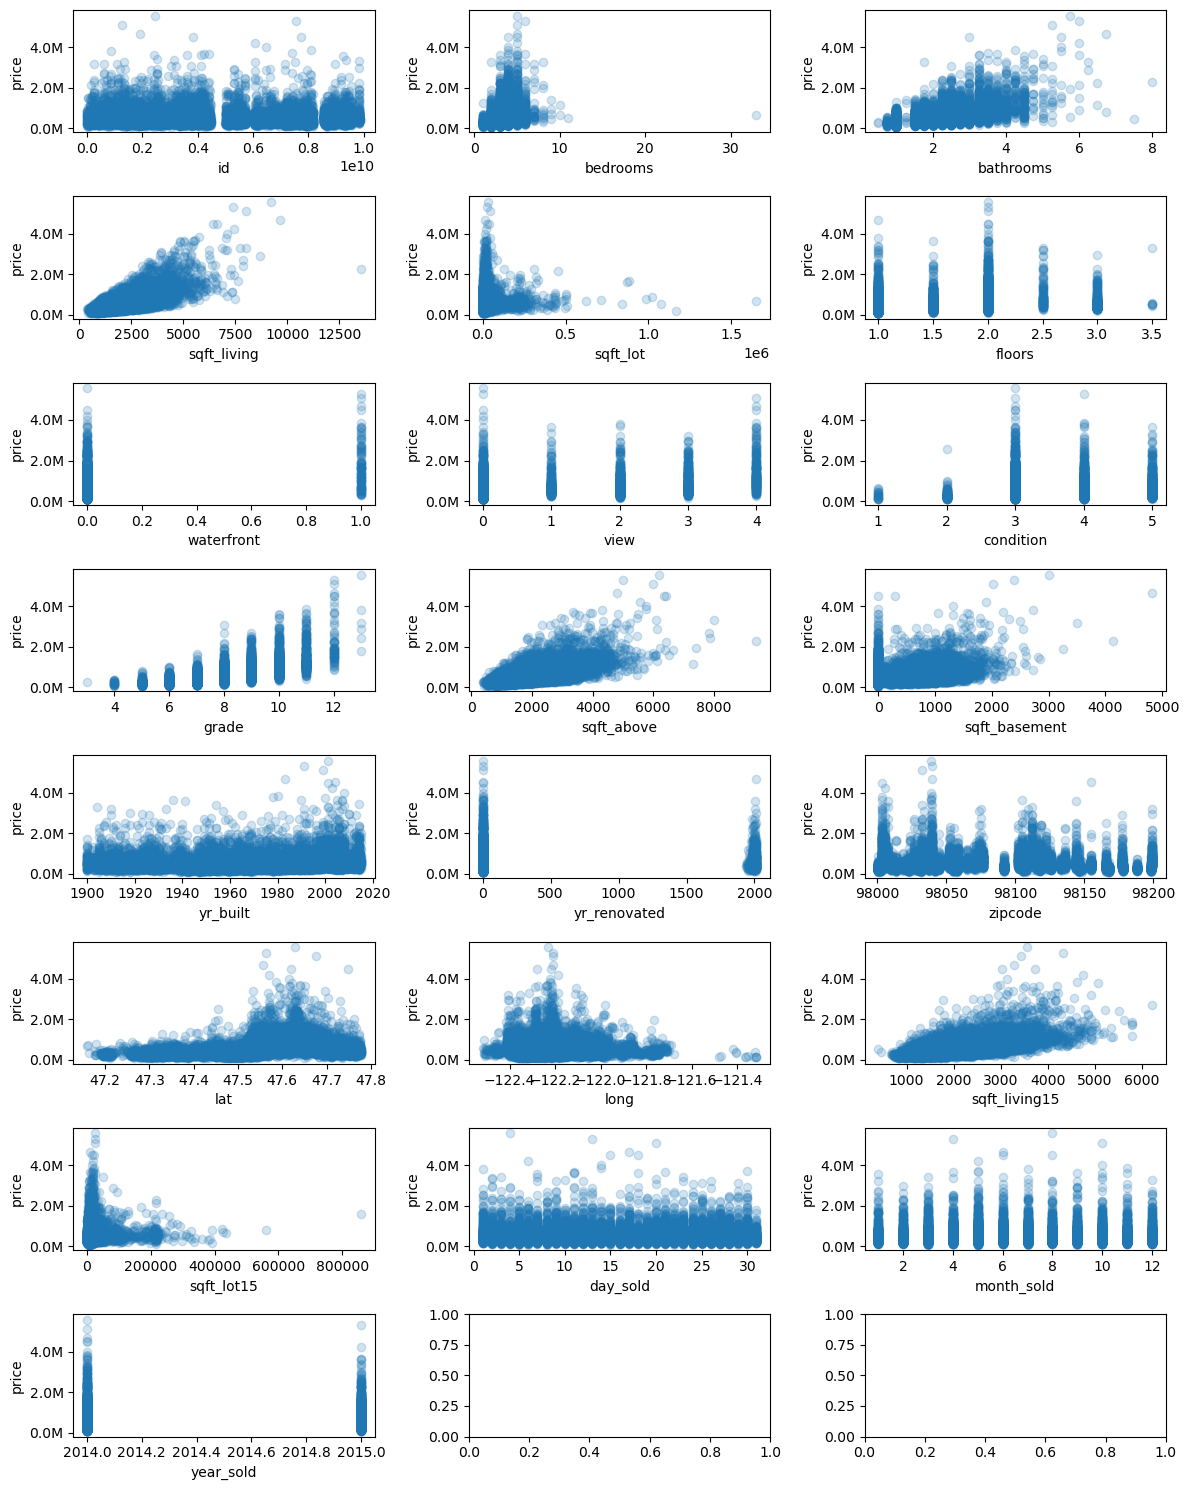 price price price
4.0M 4.0M 4.0M
2.0M 2.0M 2.0M
0.0M 0.0M 0.0M
0.0 0.2 0.4 0.6 0.8 1.0 0 10 20 30 2 4 6 8
id 1e10 bedrooms bathrooms
price price price
4.0M 4.0M 4.0M
2.0M 2.0M 2.0M
0.0M 0.0M 0.0M
0 2500 5000 7500 10000 12500 0.0 0.5 1.0 1.5 1.0 1.5 2.0 2.5 3.0 3.5
sqft_living sqft_lot 1e6 floors
price price price
4.0M 4.0M 4.0M
2.0M 2.0M 2.0M
0.0M 0.0M 0.0M
0.0 0.2 0.4 0.6 0.8 1.0 0 1 2 3 4 1 2 3 4 5
waterfront view condition
price price price
4.0M 4.0M 4.0M
2.0M 2.0M 2.0M
0.0M 0.0M 0.0M
4 6 8 10 12 0 2000 4000 6000 8000 0 1000 2000 3000 4000 5000
grade sqft_above sqft_basement
price price price
4.0M 4.0M 4.0M
2.0M 2.0M 2.0M
0.0M 0.0M 0.0M
1900 1920 1940 1960 1980 2000 2020 0 500 1000 1500 2000 98000 98050 98100 98150 98200
yr_built yr_renovated zipcode
price price price
4.0M 4.0M 4.0M
2.0M 2.0M 2.0M
0.0M 0.0M 0.0M
47.2 47.3 47.4 47.5 47.6 47.7 47.8 −122.4 −122.2 −122.0 −121.8 −121.6 −121.4 1000 2000 3000 4000 5000 6000
lat long sqft_living15
price price price
4.0M 4.0M 4.0M
2.0M 2.0M 2.0M
0.0M 0.0M 0.0M
0 200000 400000 600000 800000 0 5 10 15 20 25 30 2 4 6 8 10 12
sqft_lot15 day_sold month_sold
price
4.0M 1.00 1.00
2.0M 0.75 0.75
0.0M 0.50 0.50
0.25 0.25
0.00 0.00
2014.0 2014.2 2014.4 2014.6 2014.8 2015.0 0.0 0.2 0.4 0.6 0.8 1.0 0.0 0.2 0.4 0.6 0.8 1.0
year_sold